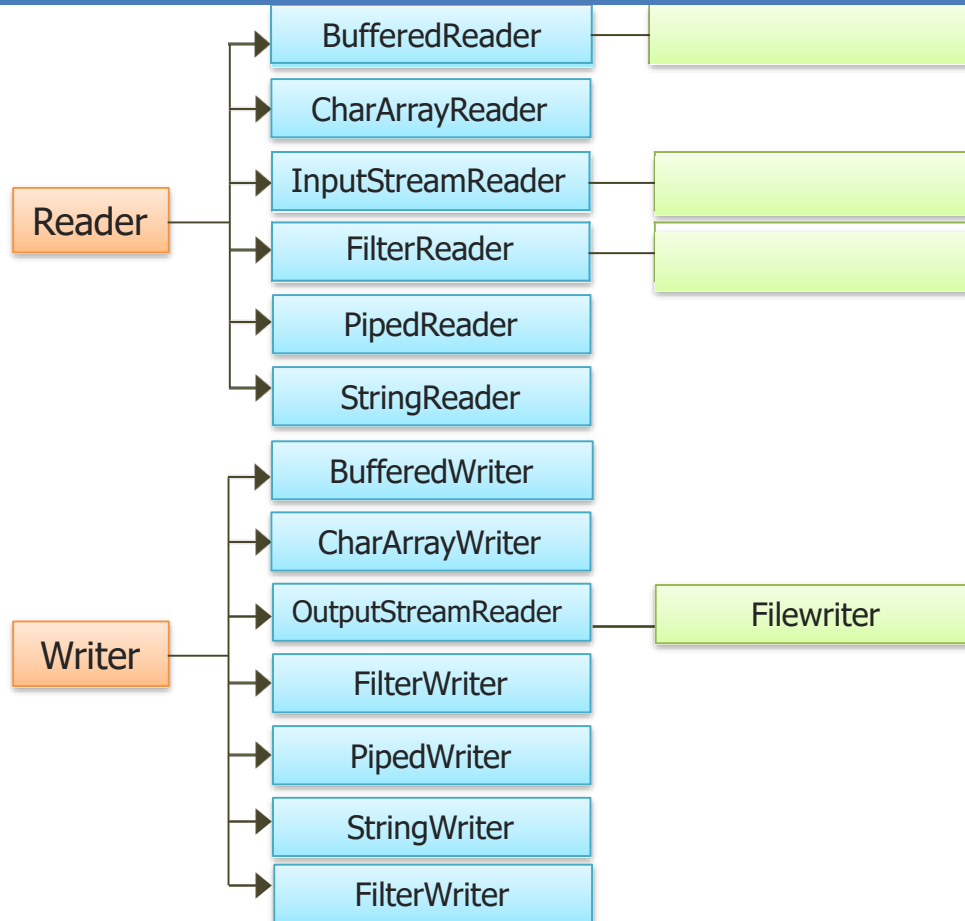 Reader
BufferedReader
CharArrayReader
InputStreamReader
FilterReader
PipedReader
StringReader
Writer
BufferedWriter
CharArrayWriter
OutputStreamReader
Filewriter
FilterWriter
PipedWriter
StringWriter
FilterWriter